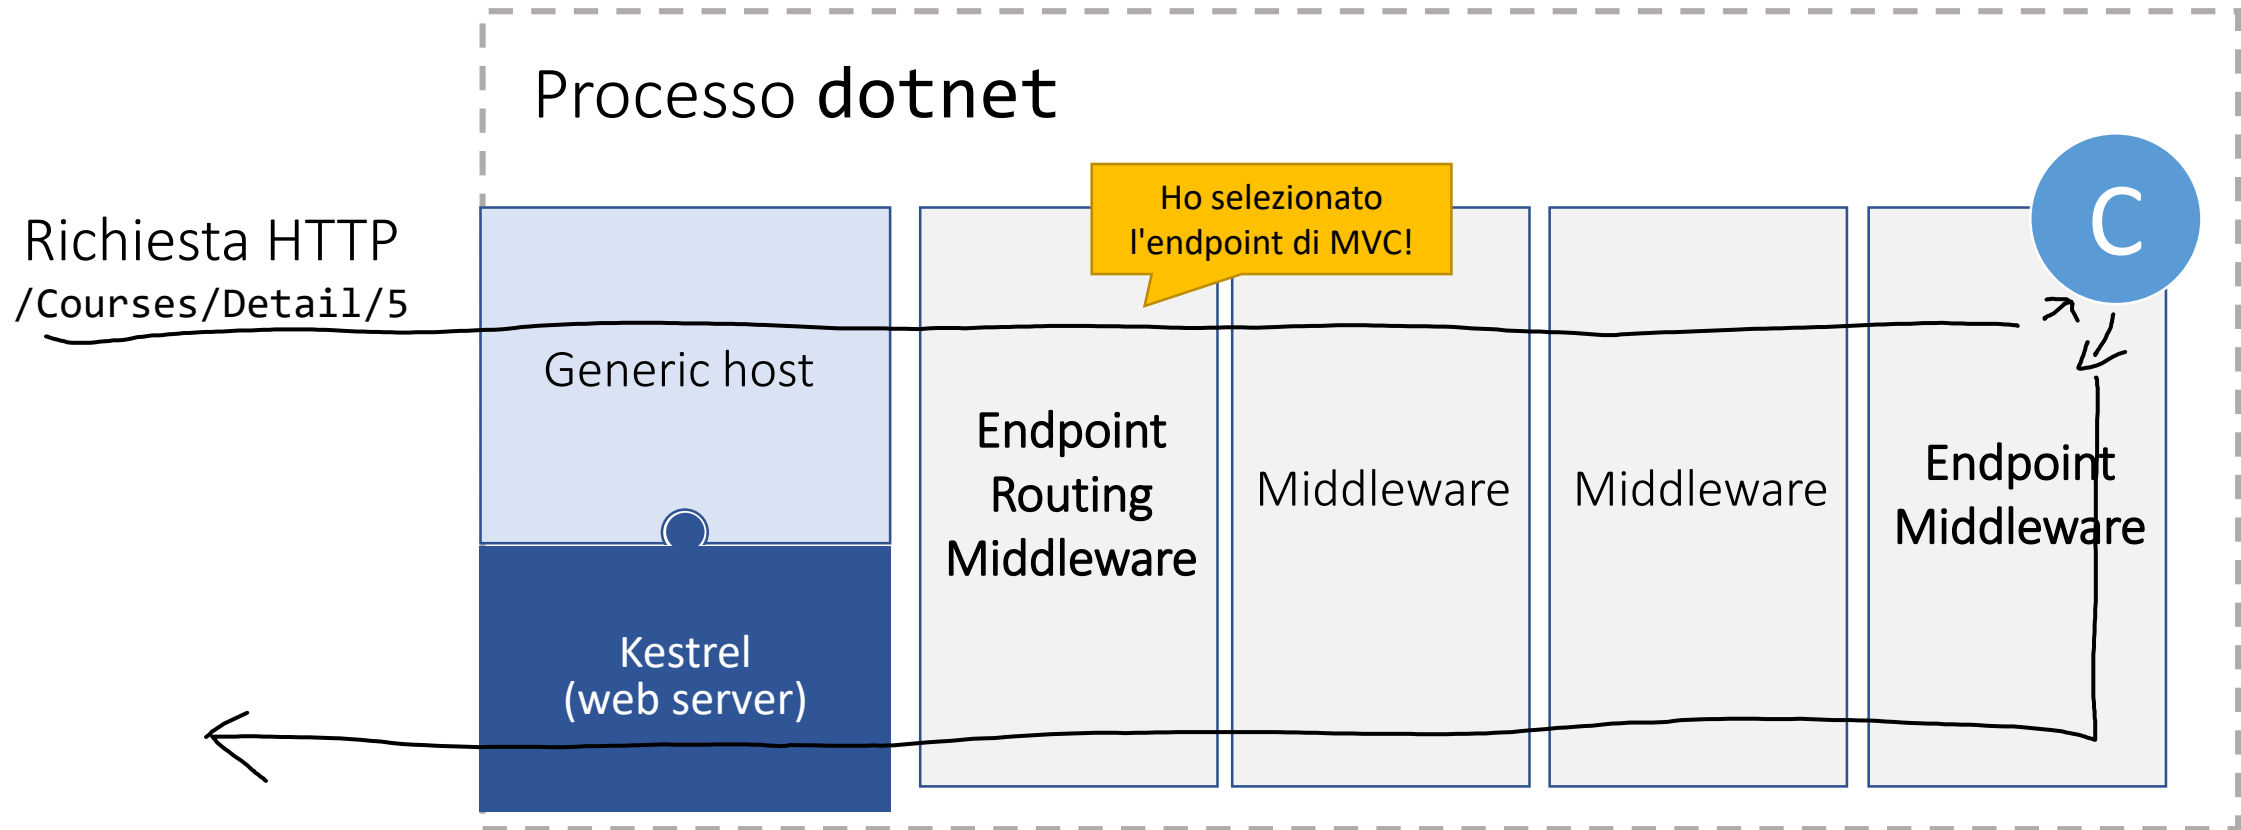 Processo dotnet
Richiesta HTTP
/Courses/Detail/5
Ho selezionato
l'endpoint di MVC!
C
Generic host
Kestrel
(web server)
Endpoint
Routing
Middleware
Middleware
Middleware
Endpoint
Middleware